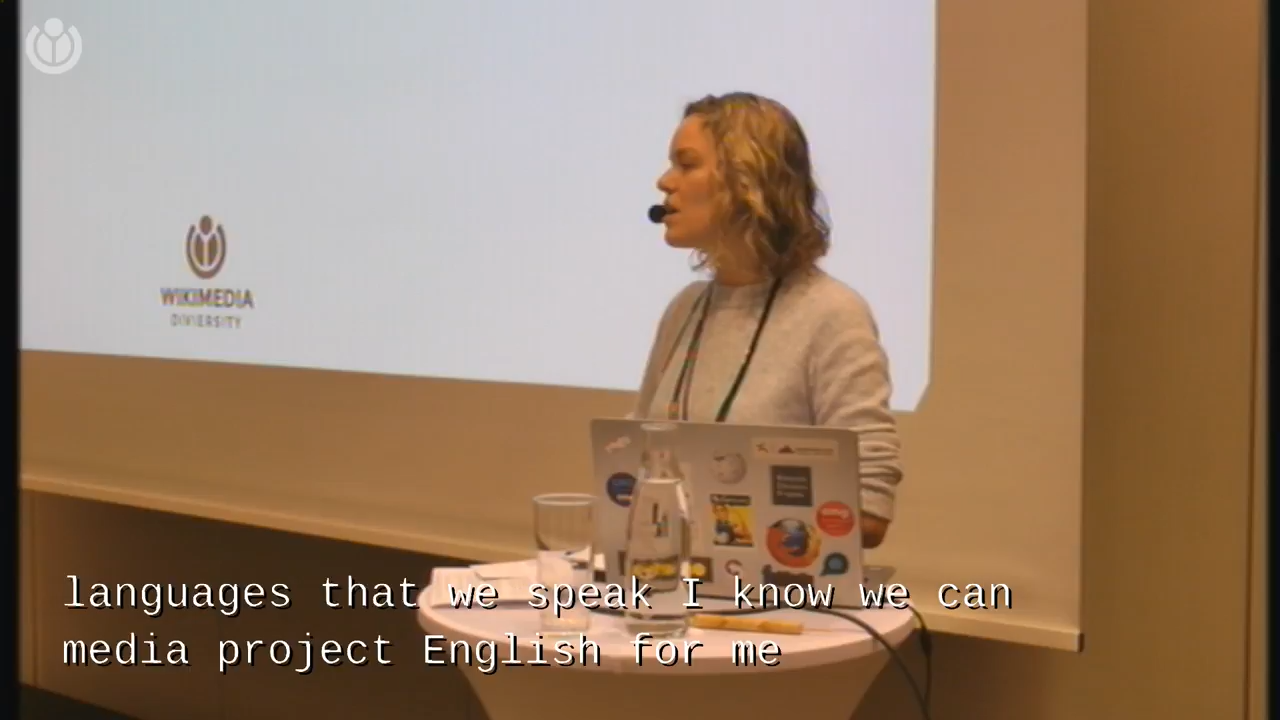 WIKIMEDIA
DIVERSITY
languages that we speak I know we can
media project English for me